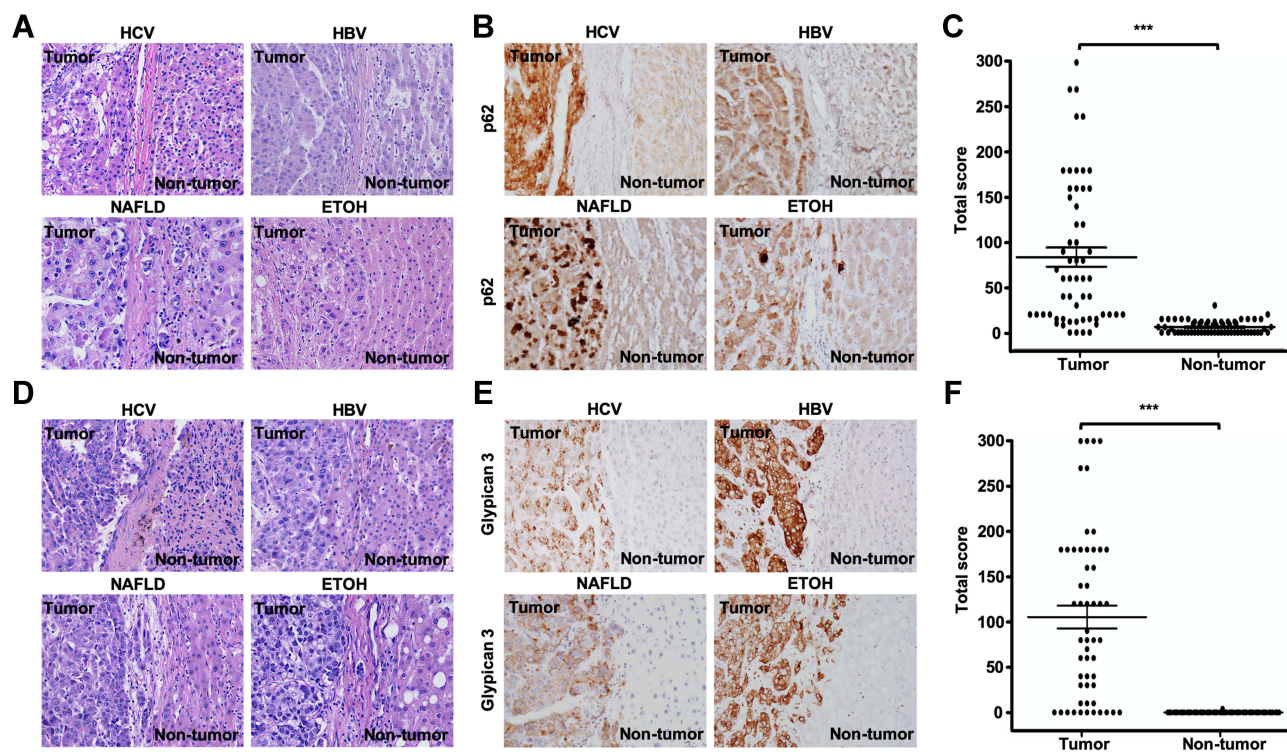 A
HCV
HBV
Tumor
Tumor
Non-tumor
Non-tumor
NAFLD
ETOH
Tumor
Tumor
Non-tumor
Non-tumor
B
HCV
HBV
p62
Tumor
Tumor
Non-tumor
Non-tumor
NAFLD
ETOH
p62
Tumor
Tumor
Non-tumor
Non-tumor
C
***
Total score
300
250
200
150
100
50
0
Tumor
Non-tumor
D
HCV
HBV
Tumor
Tumor
Non-tumor
Non-tumor
NAFLD
ETOH
Tumor
Tumor
Non-tumor
Non-tumor
E
HCV
HBV
Glypican 3
Tumor
Tumor
Non-tumor
Non-tumor
NAFLD
ETOH
Glypican 3
Tumor
Tumor
Non-tumor
Non-tumor
F
***
Total score
300
250
200
150
100
50
0
Tumor
Non-tumor